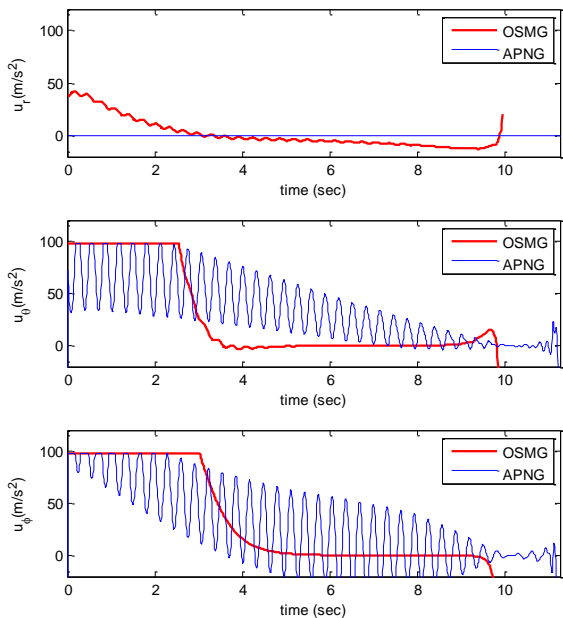 OSMG
APNG
u_r(m/s²)
100
50
0
0 2 4 6 8 10
time (sec)
OSMG
APNG
u_θ(m/s²)
100
50
0
0 2 4 6 8 10
time (sec)
OSMG
APNG
u_ϕ(m/s²)
100
50
0
0 2 4 6 8 10
time (sec)